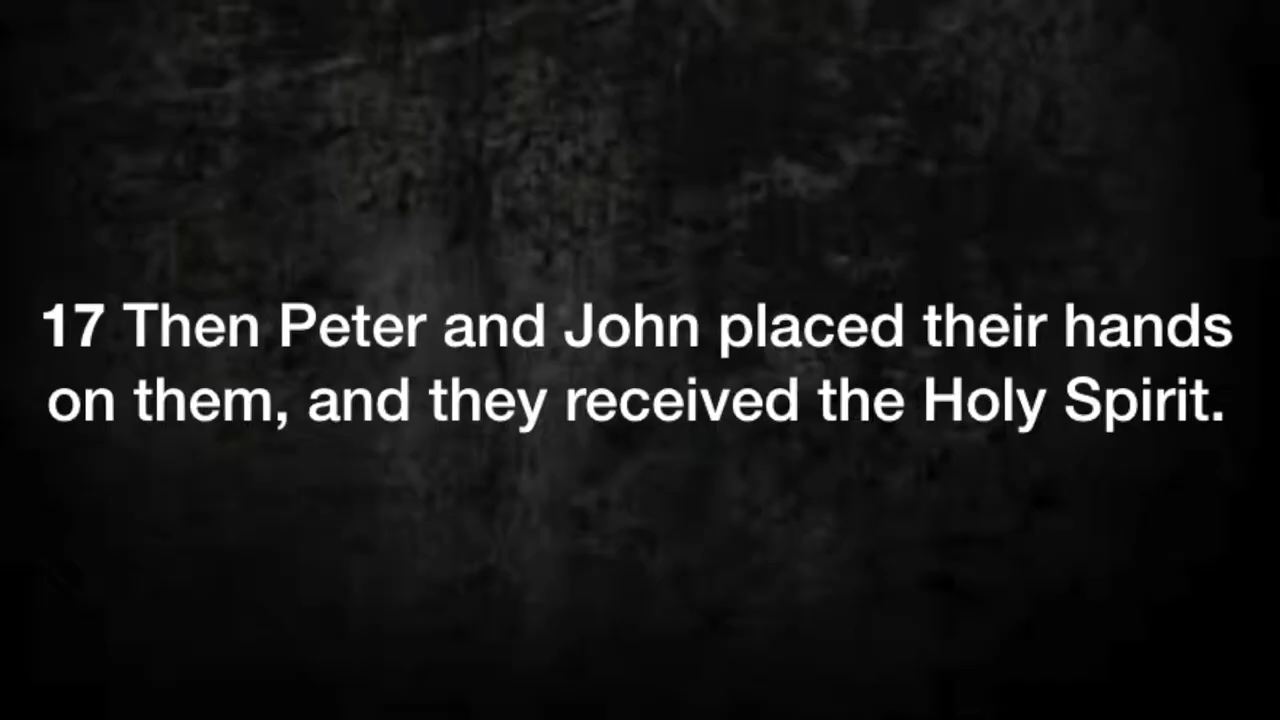 17 Then Peter and John placed their hands
on them, and they received the Holy Spirit.